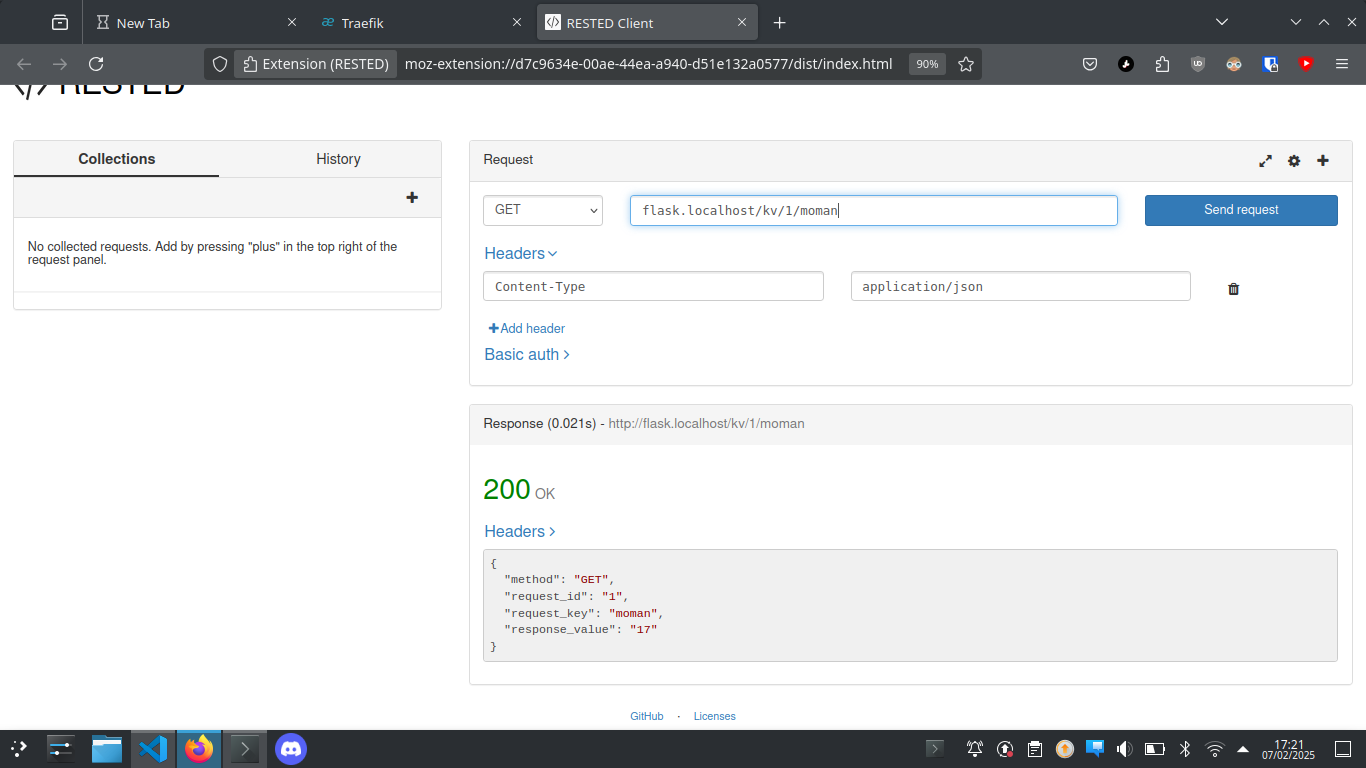 New Tab
Traefik
RESTED Client
Extension (RESTED)
moz-extension://d7c9634e-00ae-44ea-a940-d51e132a0577/dist/index.html
90%
</> RESTED
Collections
History
No collected requests. Add by pressing "plus" in the top right of the
request panel.
Request
GET
flask.localhost/kv/1/moman
Send request
Headers
Content-Type
application/json
Add header
Basic auth
Response (0.021s) - http://flask.localhost/kv/1/moman
200 OK
Headers
{
"method": "GET",
"request_id": "1",
"request_key": "moman",
"response_value": "17"
}
GitHub · Licenses
17:21
07/02/2025